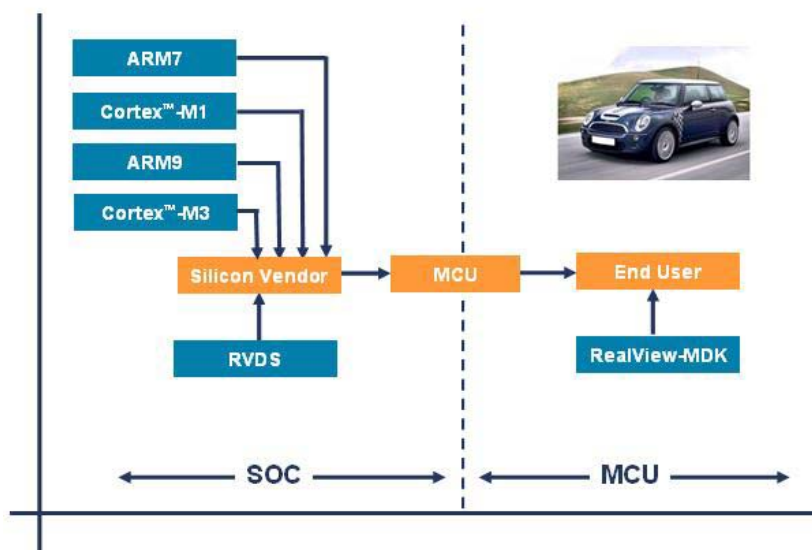 ARM7
Cortex™-M1
ARM9
Cortex™-M3
Silicon Vendor
MCU
End User
RVDS
RealView-MDK
SOC
MCU